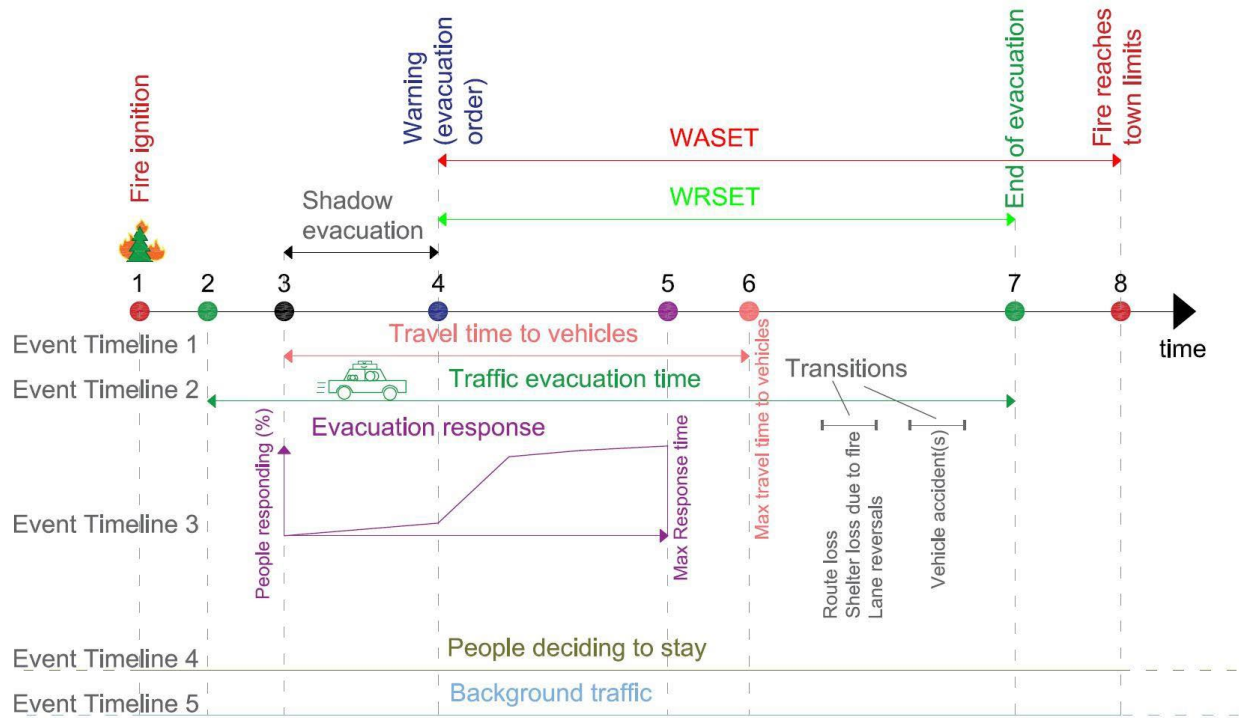 Fire ignition
Warning
(evacuation
order)
End of evacuation
Fire reaches
town limits
WASET
WRSET
Shadow
evacuation
1
2
3
4
5
6
7
8
time
Event Timeline 1
Travel time to vehicles
Event Timeline 2
Traffic evacuation time
Transitions
Evacuation response
People responding (%)
Max Response time
Max travel time to vehicles
Event Timeline 3
Route loss
Shelter loss due to fire
Lane reversals
Vehicle accident(s)
Event Timeline 4
People deciding to stay
Event Timeline 5
Background traffic